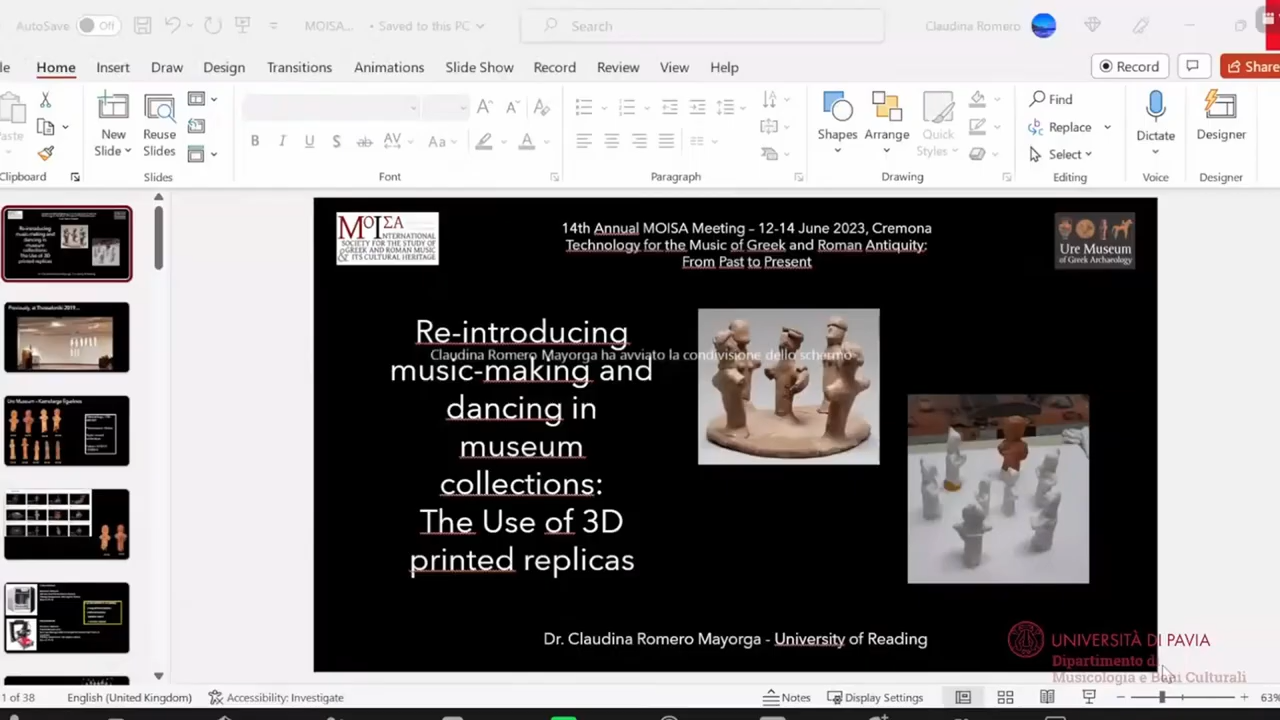 AutoSave Off MOISA... • Saved to this PC Search Claudina Romero
Home Insert Draw Design Transitions Animations Slide Show Record Review View Help Record Share
New Slide
Reuse Slides
B I U S ab AV Aa A
Shapes Arrange Quick Styles
Find
Replace
Select
Dictate
Designer
Clipboard Slides Font Paragraph Drawing Editing Voice Designer
MOISA
INTERNATIONAL
SOCIETY FOR THE STUDY
OF GREEK AND ROMAN MUSIC
& ITS CULTURAL HERITAGE
14th Annual MOISA Meeting – 12-14 June 2023, Cremona
Technology for the Music of Greek and Roman Antiquity:
From Past to Present
Ure Museum
of Greek Archaeology
Re-introducing
Claudina Romero Mayorga ha avviato la condivisione dello schermo
music-making and
dancing in
museum
collections:
The Use of 3D
printed replicas
Dr. Claudina Romero Mayorga - University of Reading
UNIVERSITÀ DI PAVIA
Dipartimento di
Musicologia e Beni Culturali
1 of 38 English (United Kingdom) Accessibility: Investigate Notes Display Settings 63%